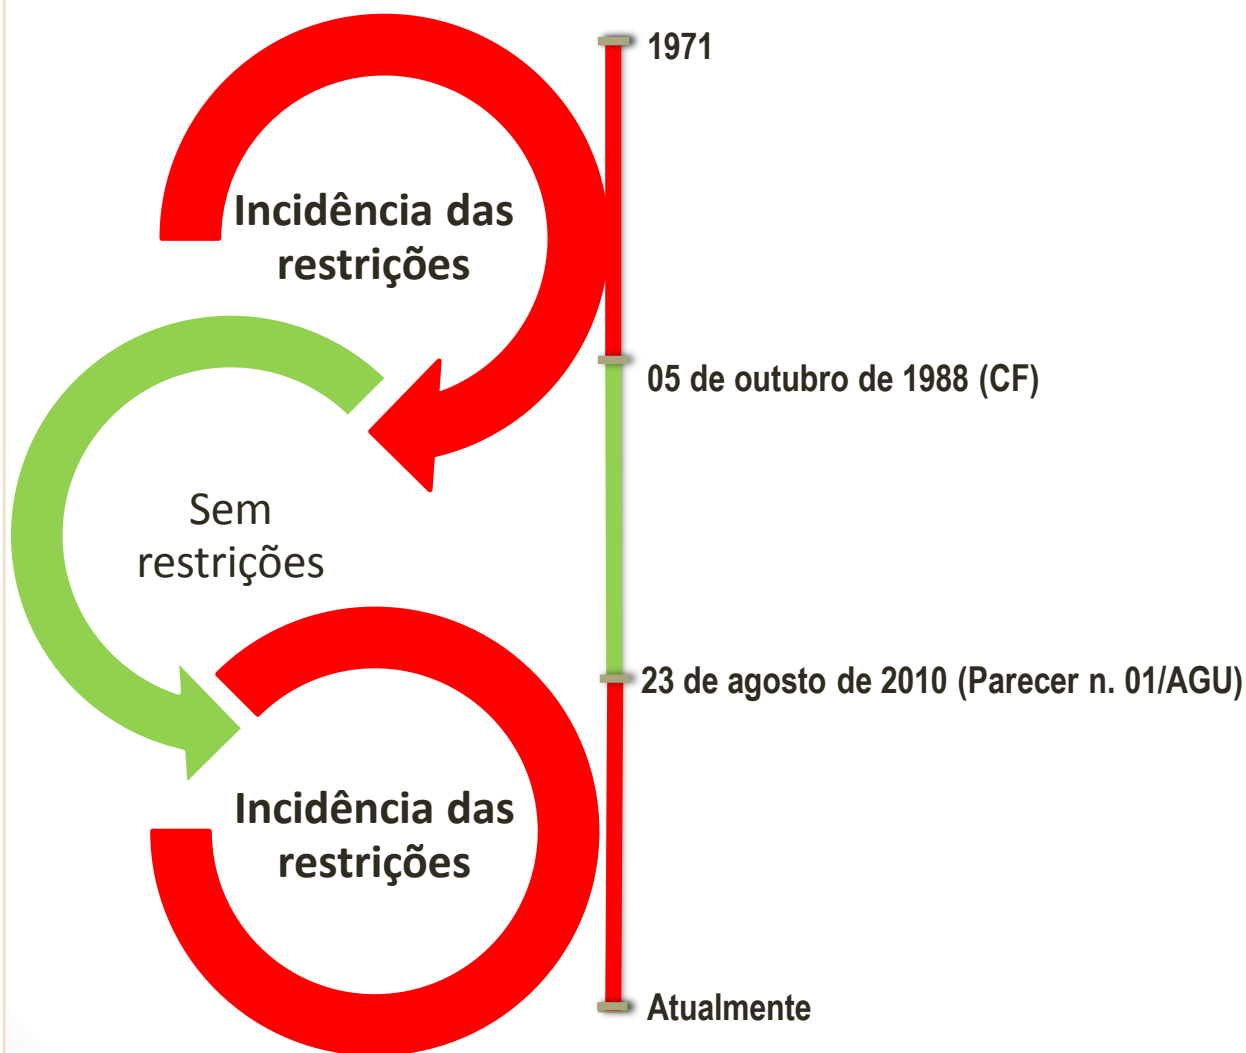 1971
Incidência das
restrições
05 de outubro de 1988 (CF)
Sem
restrições
23 de agosto de 2010 (Parecer n. 01/AGU)
Incidência das
restrições
Atualmente